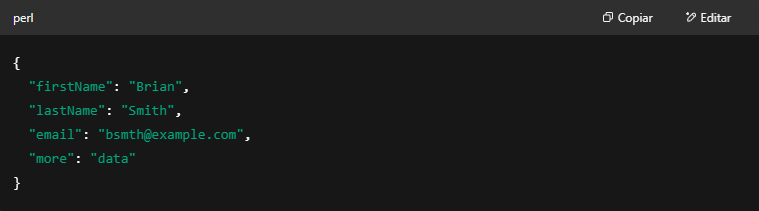 perl
Copiar
Editar
{
  "firstName": "Brian",
  "lastName": "Smith",
  "email": "bsmth@example.com",
  "more": "data"
}